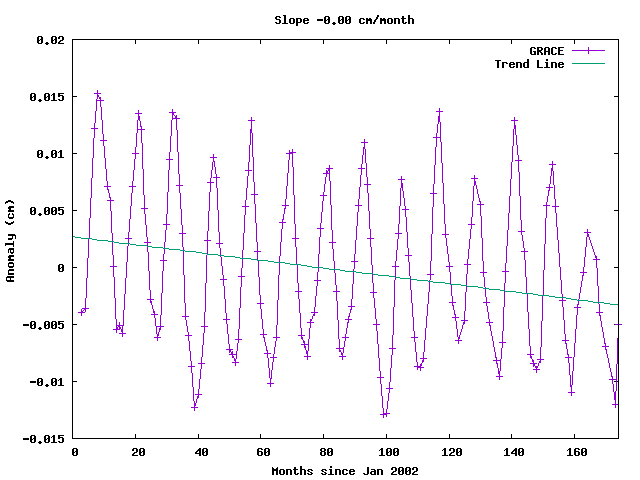 Slope -0.00 cm/month
0.02
GRACE
Trend Line
0.015
0.01
0.005
0
-0.005
-0.01
-0.015
Anomaly (cm)
0 20 40 60 80 100 120 140 160
Months since Jan 2002